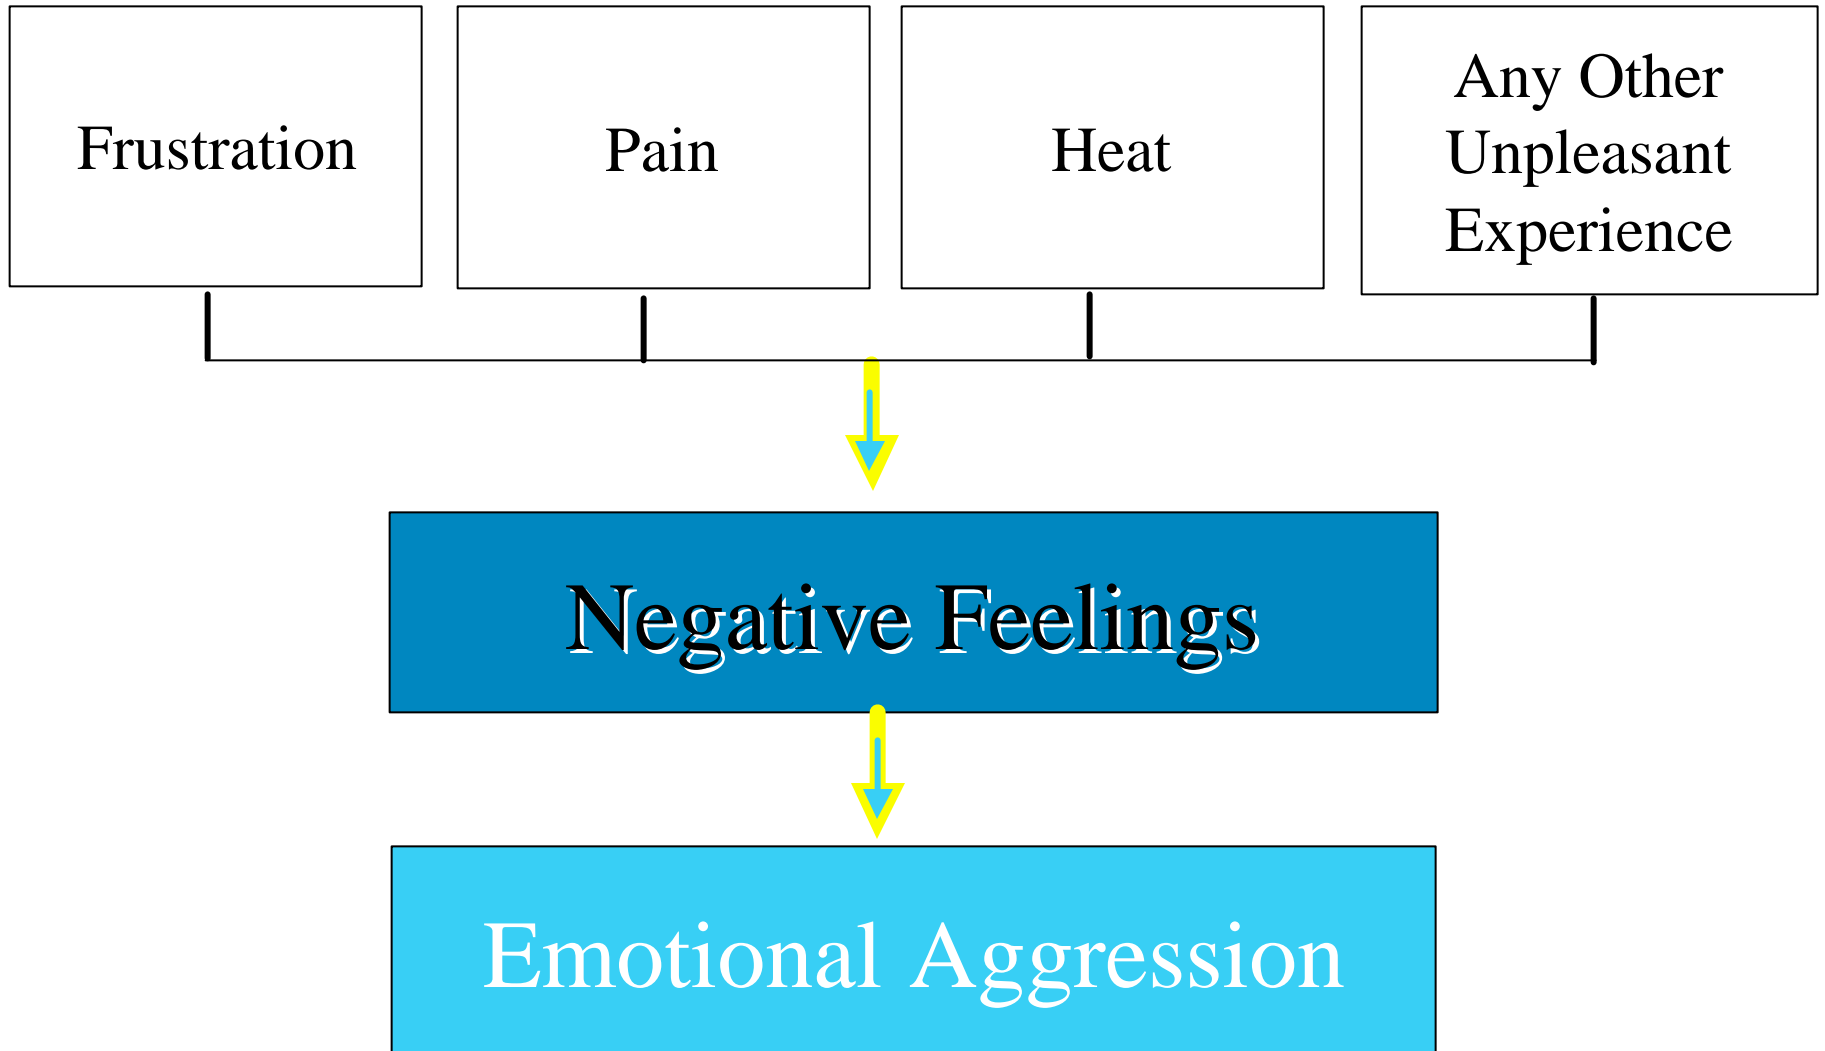 Frustration
Pain
Heat
Any Other
Unpleasant
Experience
Negative Feelings
Emotional Aggression